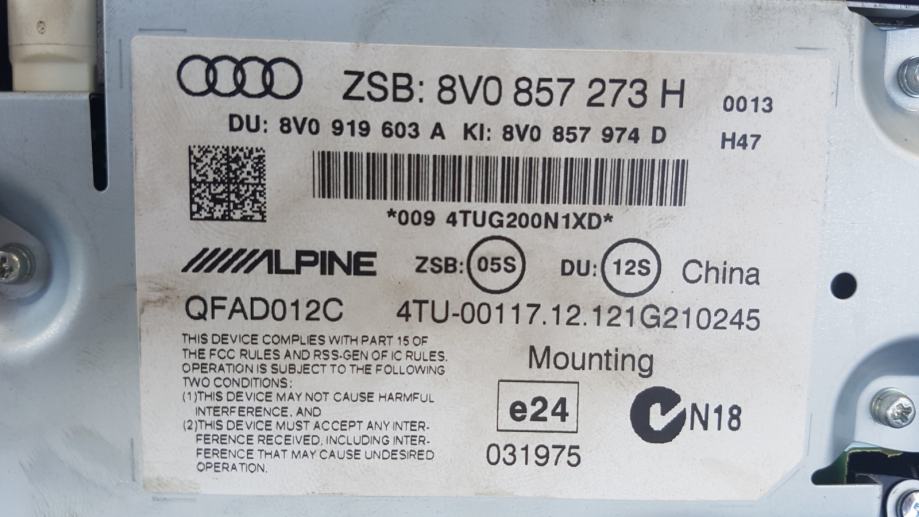 ZSB: 8V0 857 273 H 0013
DU: 8V0 919 603 A KI: 8V0 857 974 D H47
*009 4TUG200N1XD*
ALPINE ZSB: 05S DU: 12S China
QFAD012C 4TU-00117.12.121G210245
THIS DEVICE COMPLIES WITH PART 15 OF
THE FCC RULES AND RSS-GEN OF IC RULES.
OPERATION IS SUBJECT TO THE FOLLOWING
TWO CONDITIONS:
(1)THIS DEVICE MAY NOT CAUSE HARMFUL
INTERFERENCE, AND
(2)THIS DEVICE MUST ACCEPT ANY INTER-
FERENCE RECEIVED, INCLUDING INTER-
FERENCE THAT MAY CAUSE UNDESIRED
OPERATION.
Mounting
e24
031975
N18